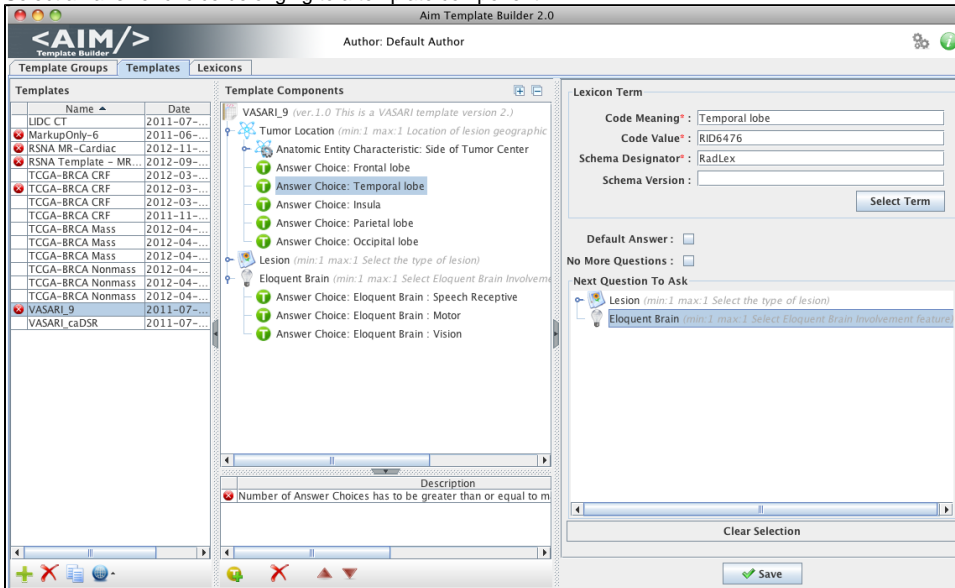 Aim Template Builder 2.0
<AIM/>
Template Builder
Author: Default Author
Template Groups Templates Lexicons
Templates
Name Date
LIDC CT 2011-07-...
MarkupOnly-6 2011-06-...
RSNA MR-Cardiac 2012-11-...
RSNA Template - MR... 2012-09-...
TCGA-BRCA CRF 2012-03-...
TCGA-BRCA CRF 2012-03-...
TCGA-BRCA CRF 2012-03-...
TCGA-BRCA CRF 2011-11-...
TCGA-BRCA Mass 2012-04-...
TCGA-BRCA Mass 2012-04-...
TCGA-BRCA Mass 2012-04-...
TCGA-BRCA Nonmass 2012-04-...
TCGA-BRCA Nonmass 2012-04-...
TCGA-BRCA Nonmass 2012-04-...
VASARI_9 2011-07-...
VASARI_caDSR 2011-07-...
Template Components
VASARI_9 (ver.1.0 This is a VASARI template version 2.)
Tumor Location (min:1 max:1 Location of lesion geographic
Anatomic Entity Characteristic: Side of Tumor Center
Answer Choice: Frontal lobe
Answer Choice: Temporal lobe
Answer Choice: Insula
Answer Choice: Parietal lobe
Answer Choice: Occipital lobe
Lesion (min:1 max:1 Select the type of lesion)
Eloquent Brain (min:1 max:1 Select Eloquent Brain Involveme
Answer Choice: Eloquent Brain : Speech Receptive
Answer Choice: Eloquent Brain : Motor
Answer Choice: Eloquent Brain : Vision
Description
Number of Answer Choices has to be greater than or equal to m
Lexicon Term
Code Meaning* : Temporal lobe
Code Value* : RID6476
Schema Designator* : RadLex
Schema Version :
Select Term
Default Answer :
No More Questions :
Next Question To Ask
Lesion (min:1 max:1 Select the type of lesion)
Eloquent Brain (min:1 max:1 Select Eloquent Brain Involvement feature)
Clear Selection
Save